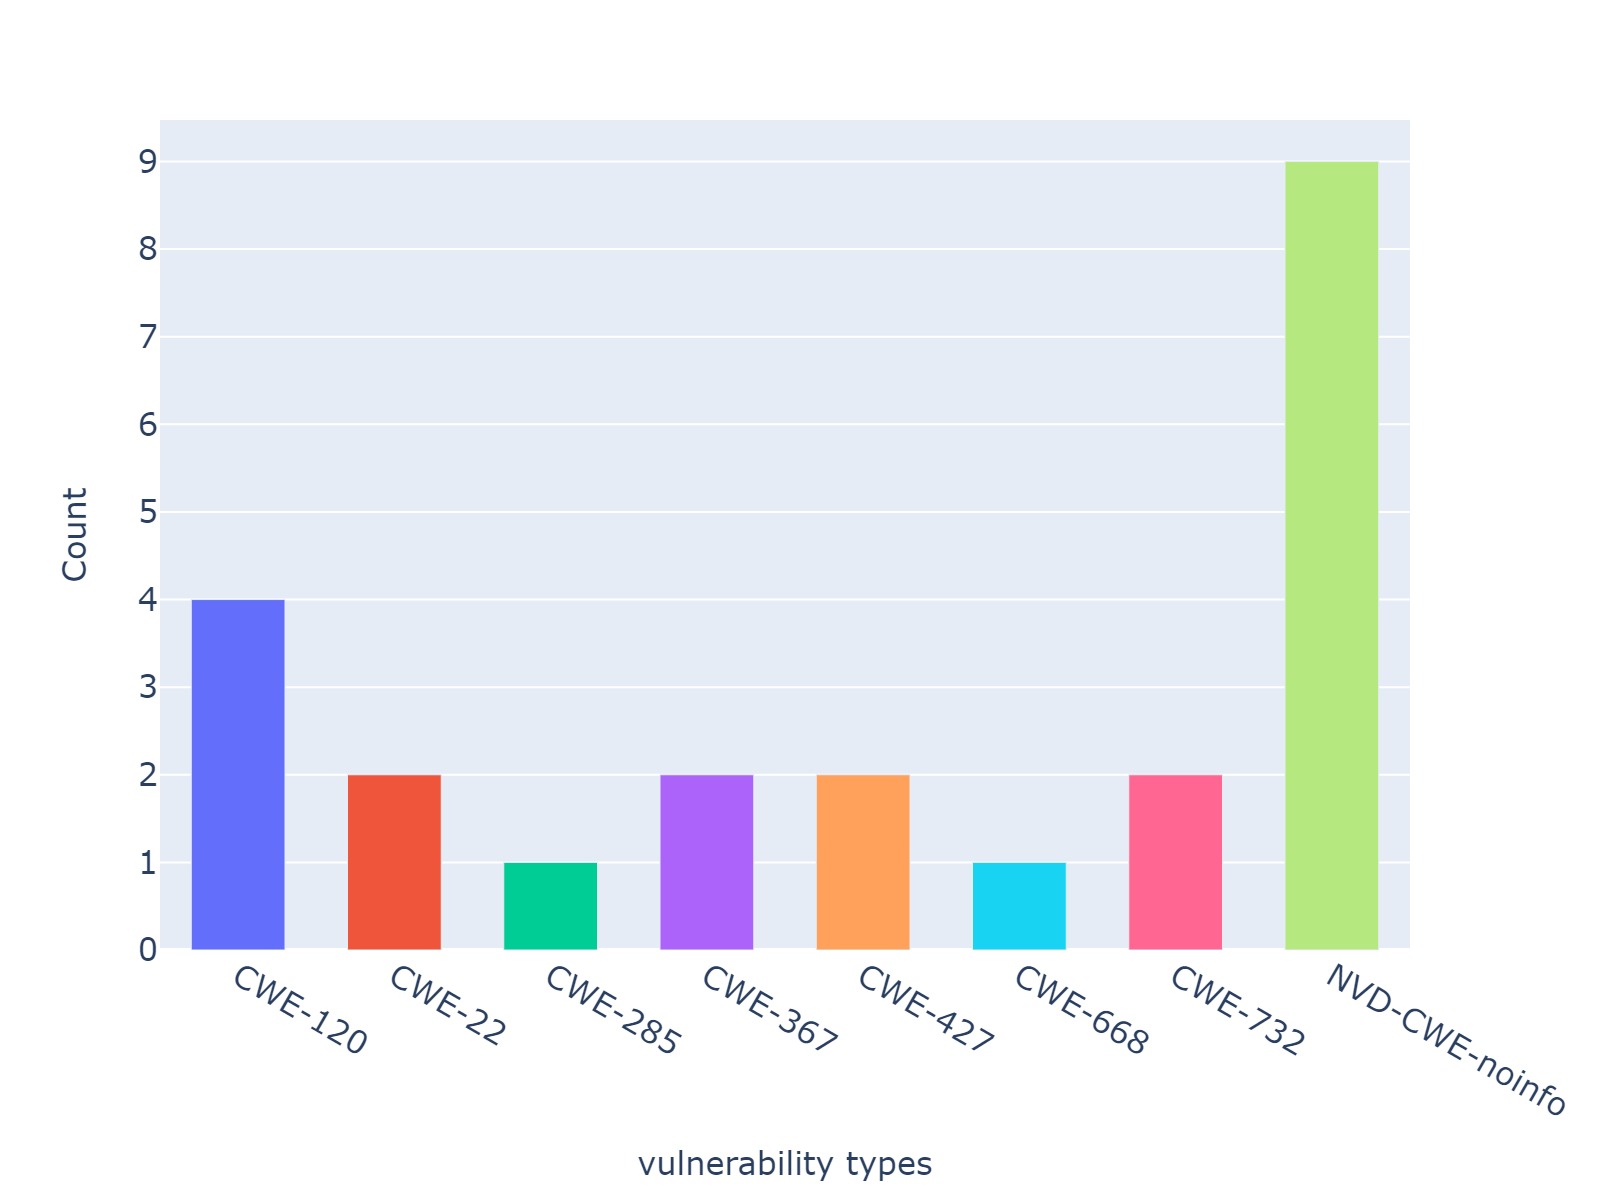 9
8
7
6
5
4
3
2
1
0
Count
CWE-120
CWE-22
CWE-285
CWE-367
CWE-427
CWE-668
CWE-732
NVD-CWE-noinfo
vulnerability types